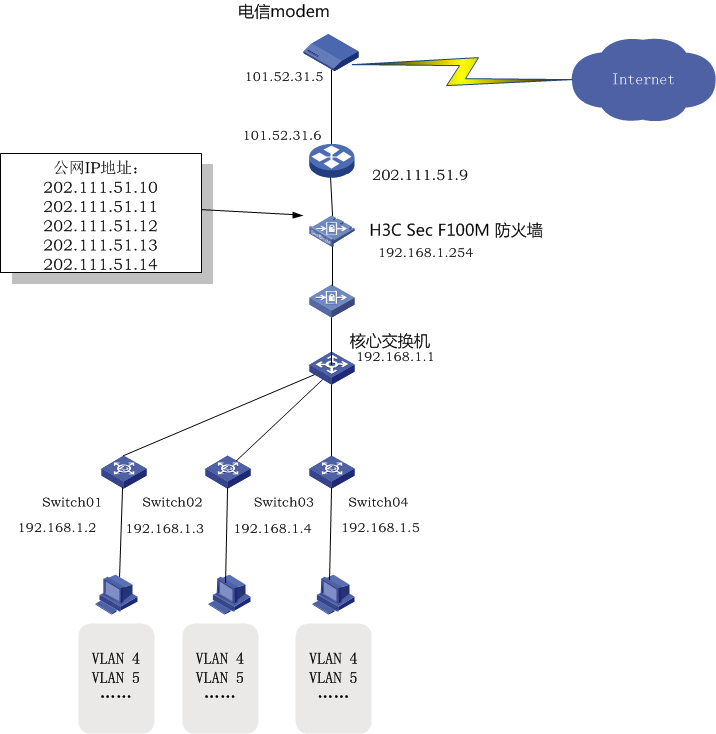 电信modem
101.52.31.5
Internet
101.52.31.6
公网IP地址:
202.111.51.10
202.111.51.11
202.111.51.12
202.111.51.13
202.111.51.14
202.111.51.9
H3C Sec F100M 防火墙
192.168.1.254
核心交换机
192.168.1.1
Switch01
Switch02
Switch03
Switch04
192.168.1.2
192.168.1.3
192.168.1.4
192.168.1.5
VLAN 4
VLAN 5
……
VLAN 4
VLAN 5
……
VLAN 4
VLAN 5
……